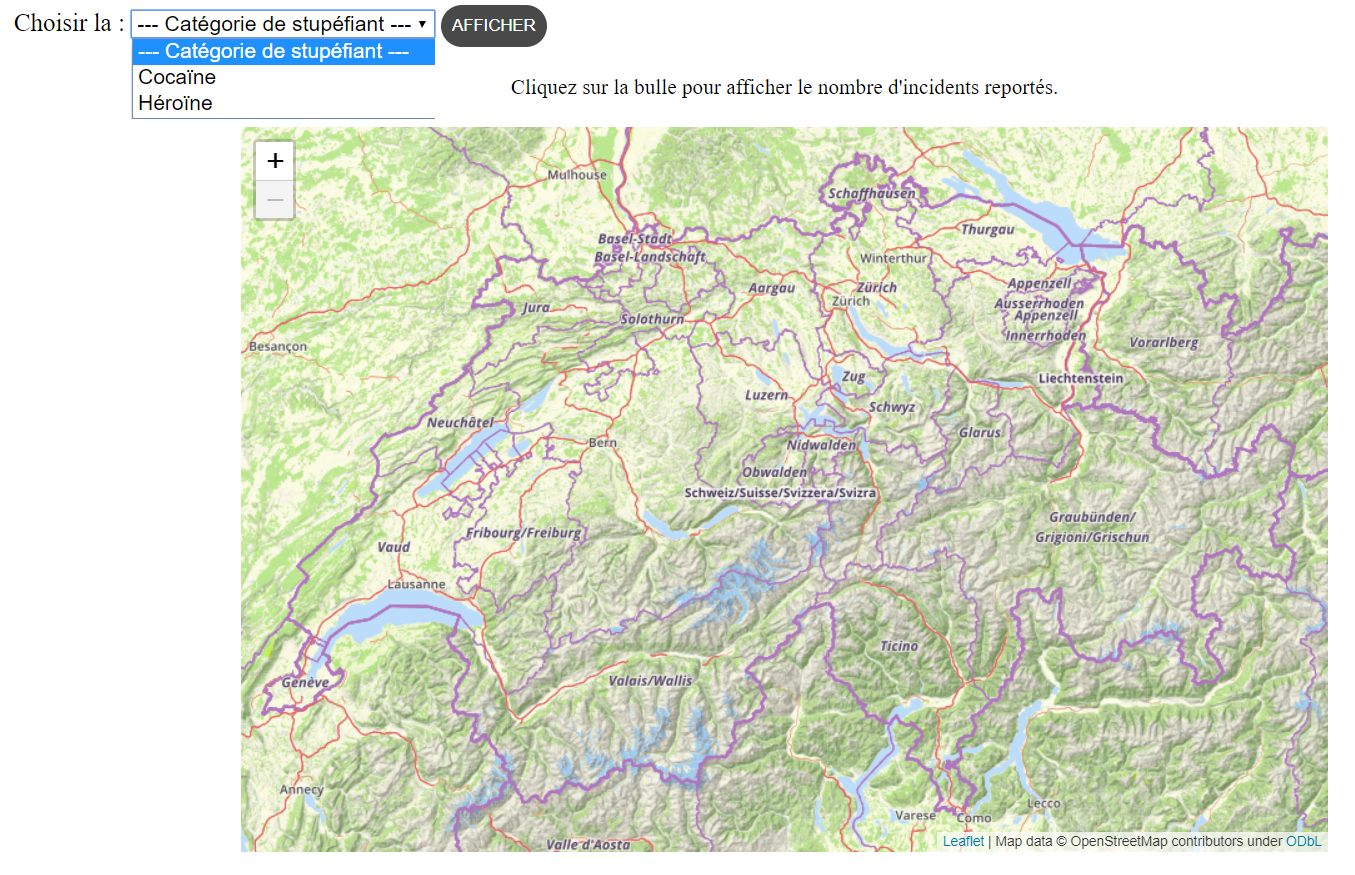 Choisir la : --- Catégorie de stupéfiant --- AFFICHER
--- Catégorie de stupéfiant ---
Cocaïne
Héroïne
Cliquez sur la bulle pour afficher le nombre d'incidents reportés.
+
−
Mulhouse
Schaffhausen
Thurgau
Basel-Stadt
Basel-Landschaft
Winterthur
Aargau
Zürich
Zürich
Appenzell
Ausserrhoden
Appenzell
Innerrhoden
Jura
Solothurn
Besançon
Vorarlberg
Liechtenstein
Zug
Luzern
Schwyz
Neuchâtel
Glarus
Bern
Nidwalden
Obwalden
Schweiz/Suisse/Svizzera/Svizra
Graubünden/
Grigioni/Grischun
Fribourg/Freiburg
Vaud
Lausanne
Ticino
Genève
Valais/Wallis
Annecy
Lecco
Varese
Como
Valle d'Aosta
Leaflet | Map data © OpenStreetMap contributors under ODbL